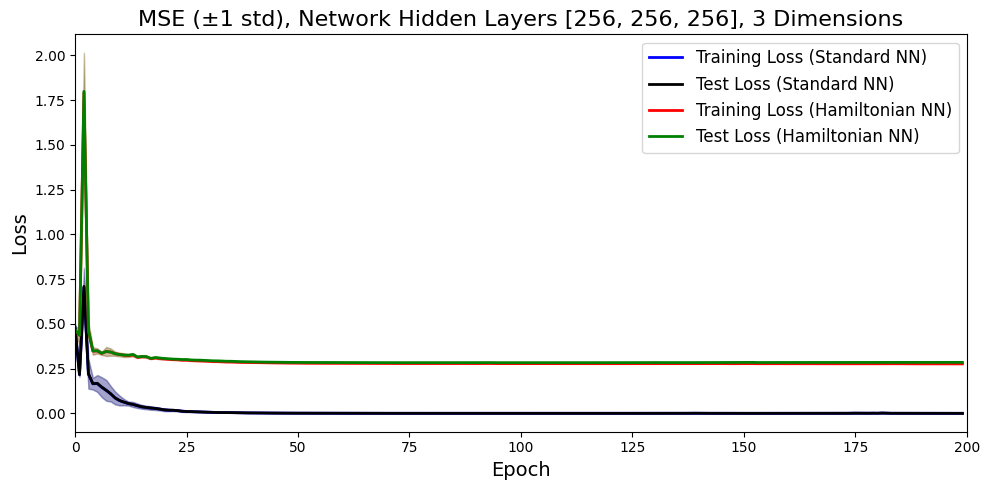 MSE (±1 std), Network Hidden Layers [256, 256, 256], 3 Dimensions
Training Loss (Standard NN)
Test Loss (Standard NN)
Training Loss (Hamiltonian NN)
Test Loss (Hamiltonian NN)
Loss
2.00
1.75
1.50
1.25
1.00
0.75
0.50
0.25
0.00
0 25 50 75 100 125 150 175 200
Epoch